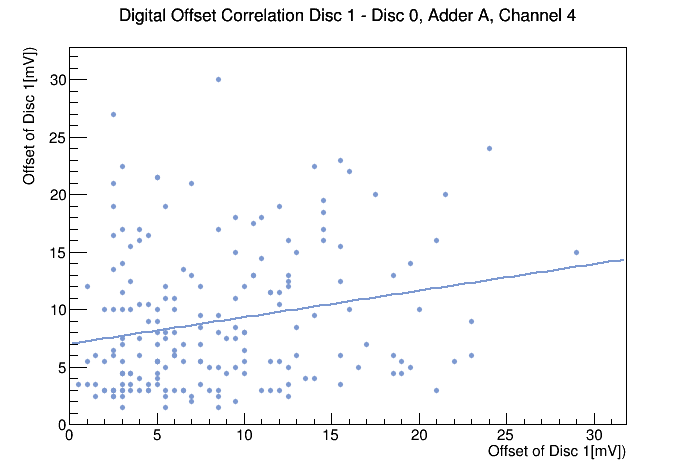 Digital Offset Correlation Disc 1 - Disc 0, Adder A, Channel 4
Offset of Disc 1[mV])
30
25
20
15
10
5
0
0 5 10 15 20 25 30
Offset of Disc 1[mV])